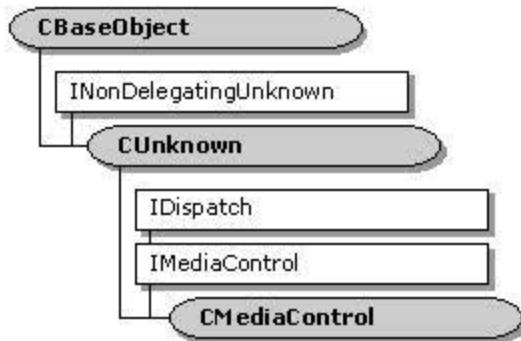 CBaseObject
INonDelegatingUnknown
CUnknown
IDispatch
IMediaControl
CMediaControl